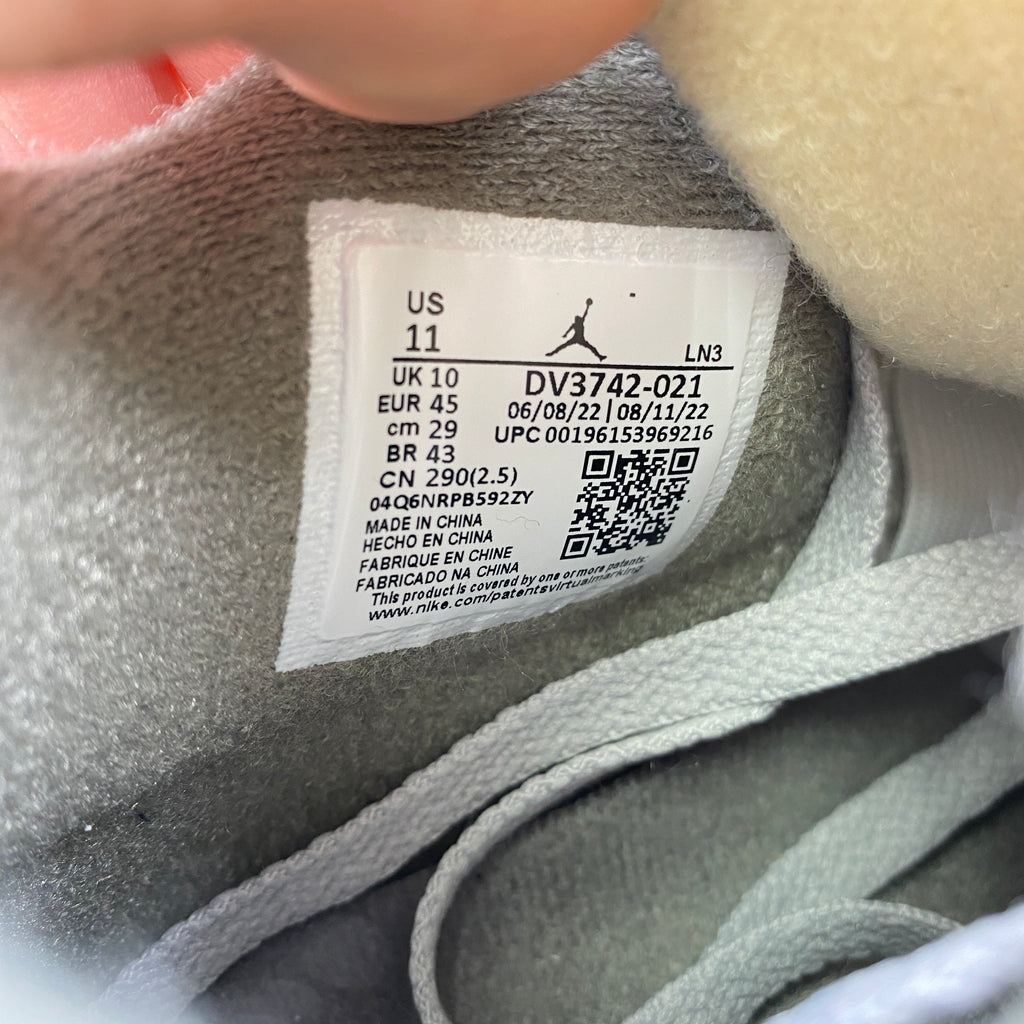 US
11
LN3
UK 10
EUR 45
cm 29
BR 43
CN 290(2.5)
DV3742-021
06/08/22 | 08/11/22
UPC 00196153969216
04Q6NRPB592ZY
MADE IN CHINA
HECHO EN CHINA
FABRIQUE EN CHINE
FABRICADO NA CHINA
This product is covered by one or more patents.
www.nike.com/patentsvirtualmarking